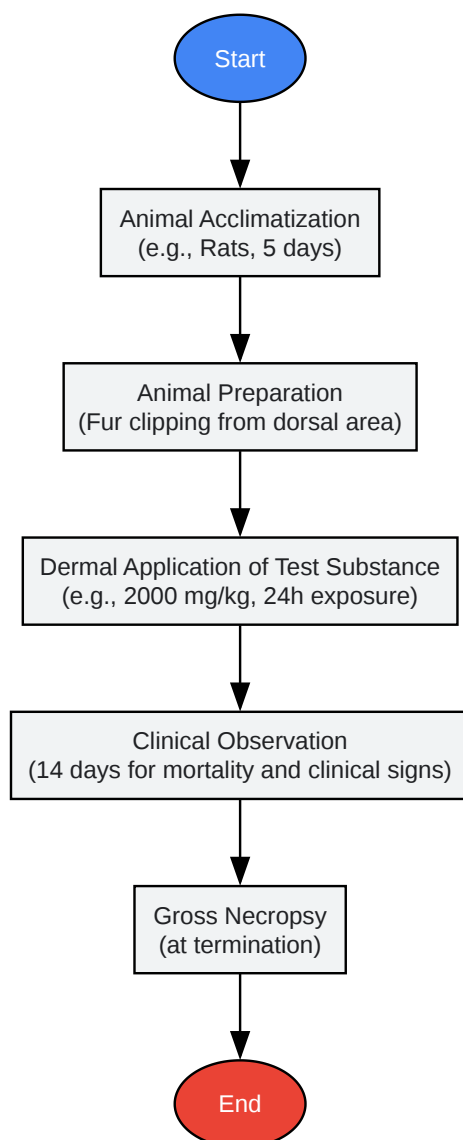 Start
Animal Acclimatization
(e.g., Rats, 5 days)
Animal Preparation
(Fur clipping from dorsal area)
Dermal Application of Test Substance
(e.g., 2000 mg/kg, 24h exposure)
Clinical Observation
(14 days for mortality and clinical signs)
Gross Necropsy
(at termination)
End